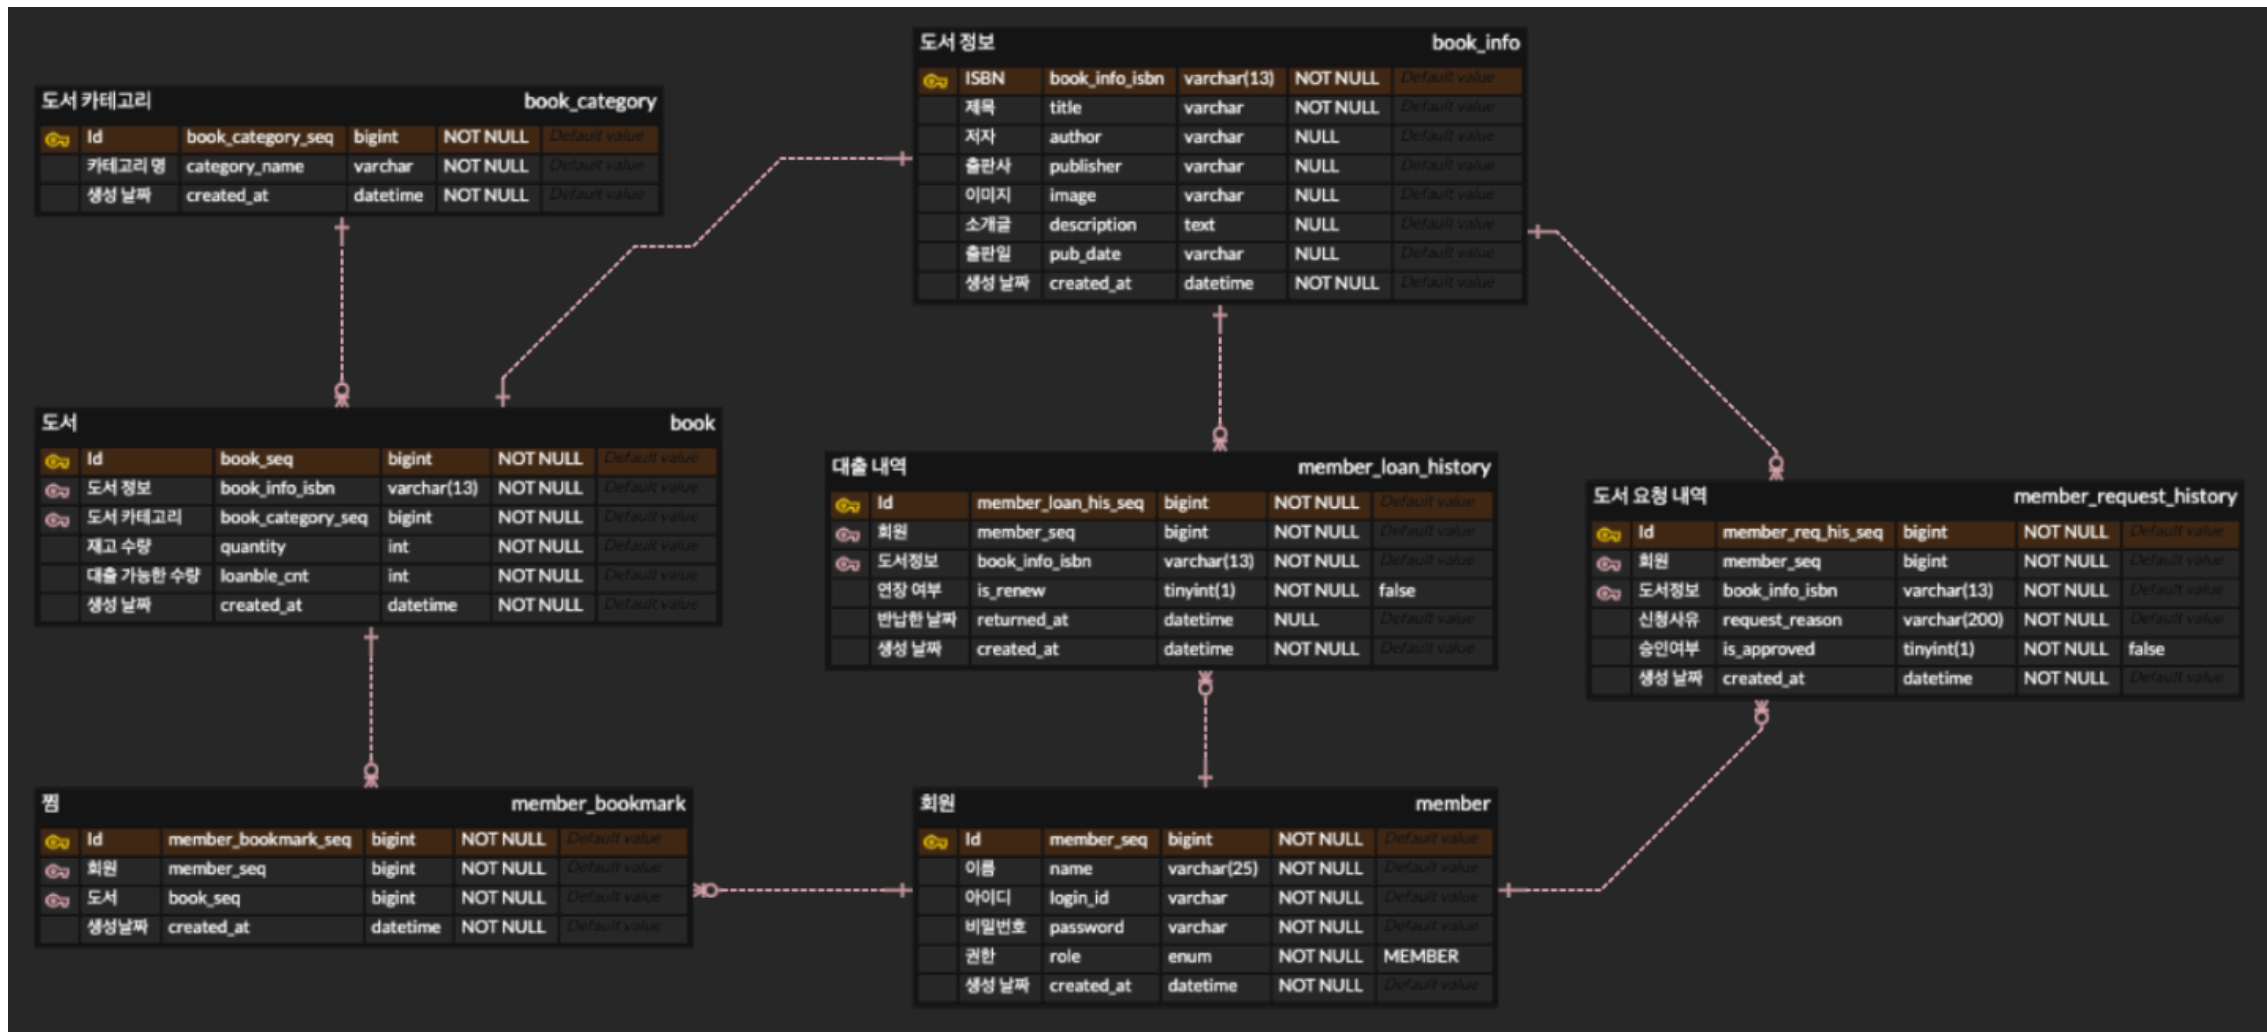 도서 정보 book_info
ISBN book_info_isbn varchar(13) NOT NULL Default value
제목 title varchar NOT NULL Default value
저자 author varchar NULL Default value
출판사 publisher varchar NULL Default value
이미지 image varchar NULL Default value
소개글 description text NULL Default value
출판일 pub_date varchar NULL Default value
생성 날짜 created_at datetime NOT NULL Default value
도서 카테고리 book_category
Id book_category_seq bigint NOT NULL Default value
카테고리 명 category_name varchar NOT NULL Default value
생성 날짜 created_at datetime NOT NULL Default value
도서 book
Id book_seq bigint NOT NULL Default value
도서 정보 book_info_isbn varchar(13) NOT NULL Default value
도서 카테고리 book_category_seq bigint NOT NULL Default value
재고 수량 quantity int NOT NULL Default value
대출 가능한 수량 loanble_cnt int NOT NULL Default value
생성 날짜 created_at datetime NOT NULL Default value
대출 내역 member_loan_history
Id member_loan_his_seq bigint NOT NULL Default value
회원 member_seq bigint NOT NULL Default value
도서정보 book_info_isbn varchar(13) NOT NULL Default value
연장 여부 is_renew tinyint(1) NOT NULL false
반납한 날짜 returned_at datetime NULL Default value
생성 날짜 created_at datetime NOT NULL Default value
도서 요청 내역 member_request_history
Id member_req_his_seq bigint NOT NULL Default value
회원 member_seq bigint NOT NULL Default value
도서정보 book_info_isbn varchar(13) NOT NULL Default value
신청사유 request_reason varchar(200) NOT NULL Default value
승인여부 is_approved tinyint(1) NOT NULL false
생성 날짜 created_at datetime NOT NULL Default value
찜 member_bookmark
Id member_bookmark_seq bigint NOT NULL Default value
회원 member_seq bigint NOT NULL Default value
도서 book_seq bigint NOT NULL Default value
생성날짜 created_at datetime NOT NULL Default value
회원 member
Id member_seq bigint NOT NULL Default value
이름 name varchar(25) NOT NULL Default value
아이디 login_id varchar NOT NULL Default value
비밀번호 password varchar NOT NULL Default value
권한 role enum NOT NULL MEMBER
생성 날짜 created_at datetime NOT NULL Default value